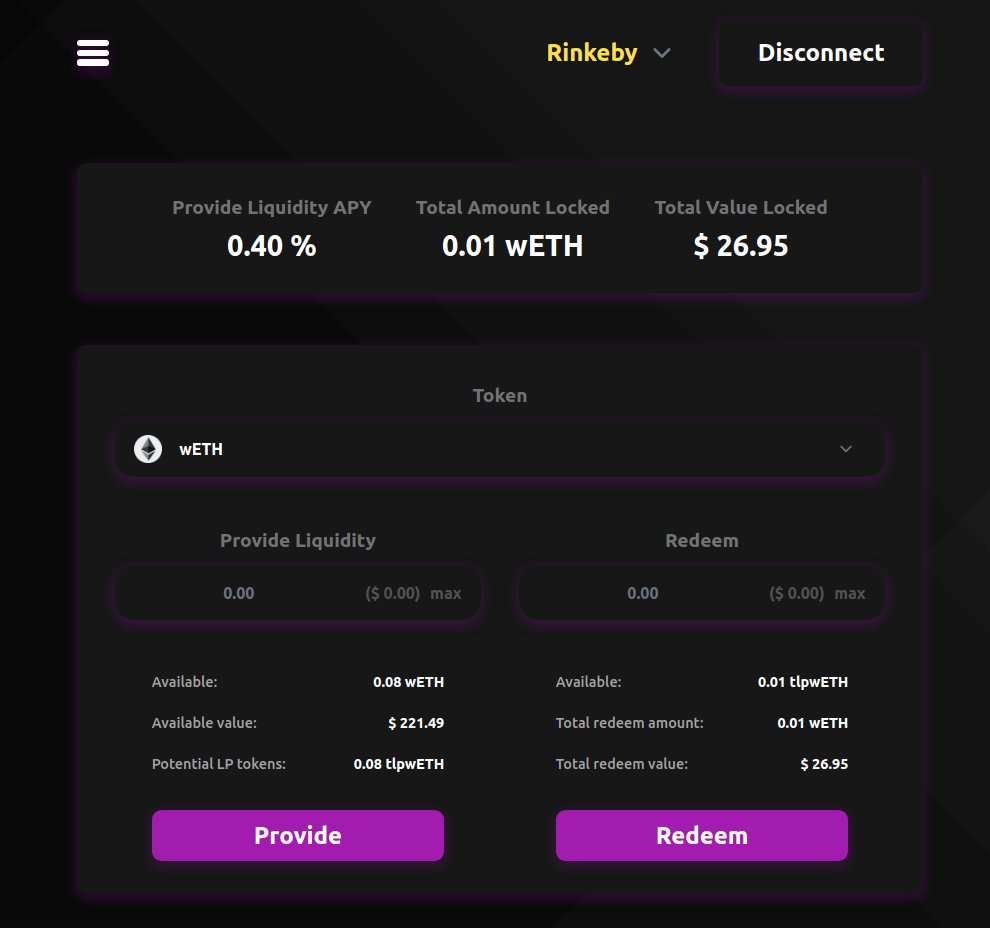 Rinkeby Disconnect
Provide Liquidity APY Total Amount Locked Total Value Locked
0.40 % 0.01 wETH $ 26.95
Token
wETH
Provide Liquidity Redeem
0.00 ($ 0.00) max 0.00 ($ 0.00) max
Available: 0.08 wETH Available: 0.01 tlpwETH
Available value: $ 221.49 Total redeem amount: 0.01 wETH
Potential LP tokens: 0.08 tlpwETH Total redeem value: $ 26.95
Provide Redeem